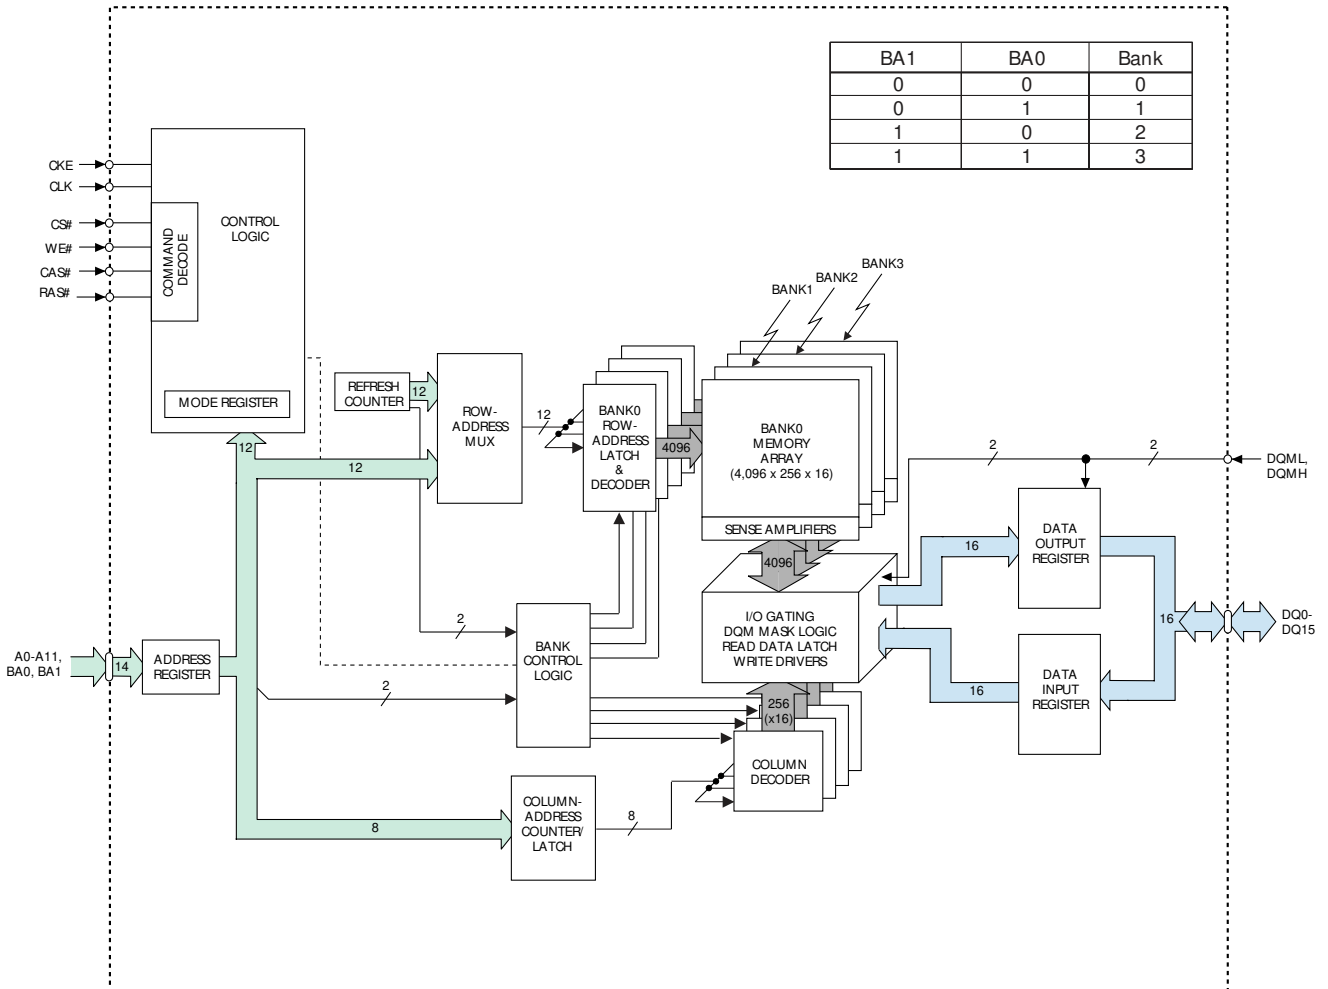 BA1 BA0 Bank
0 0 0
0 1 1
1 0 2
1 1 3
CKE
CLK
CS#
WE#
CAS#
RAS#
COMMAND
DECODE
CONTROL
LOGIC
MODE REGISTER
12
12
REFRESH
COUNTER
12
ROW-
ADDRESS
MUX
12
BANK0
ROW-
ADDRESS
LATCH
&
DECODER
4096
BANK1
BANK2
BANK3
BANK0
MEMORY
ARRAY
(4,096 x 256 x 16)
SENSE AMPLIFIERS
4096
I/O GATING
DQM MASK LOGIC
READ DATA LATCH
WRITE DRIVERS
256
(x16)
COLUMN
DECODER
2
2
DQML,
DQMH
16
DATA
OUTPUT
REGISTER
16
DQ0-
DQ15
16
DATA
INPUT
REGISTER
A0-A11,
BA0, BA1
14
ADDRESS
REGISTER
2
2
BANK
CONTROL
LOGIC
8
COLUMN-
ADDRESS
COUNTER/
LATCH
8